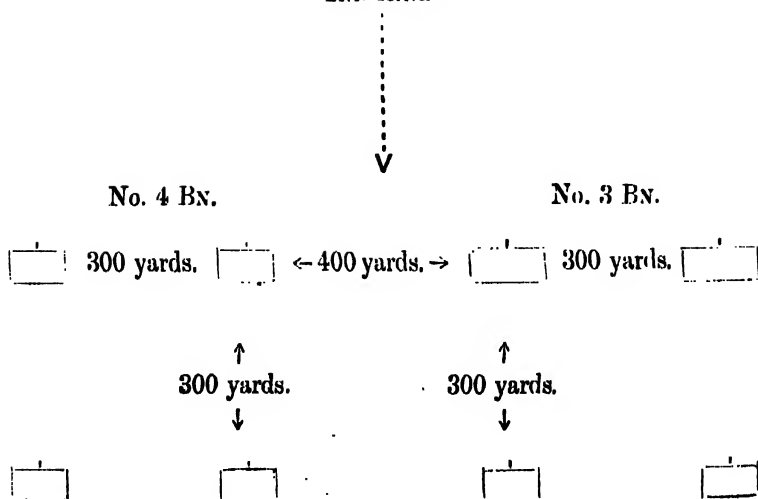 No. 4 BN. No. 3 BN.
300 yards. ←400 yards.→ 300 yards.
300 yards. 300 yards.